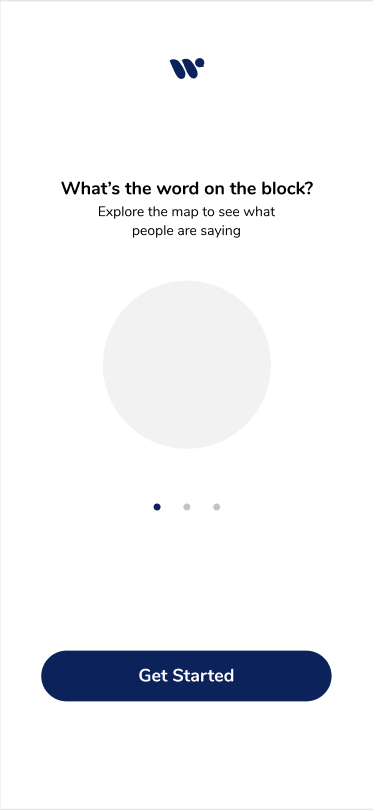 What's the word on the block?
Explore the map to see what
people are saying
Get Started